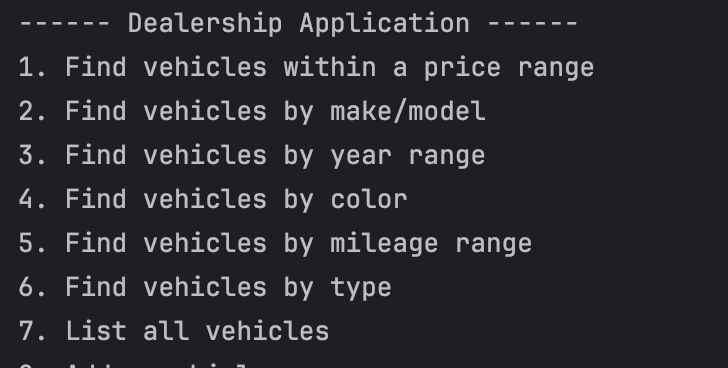 ------ Dealership Application ------
1. Find vehicles within a price range
2. Find vehicles by make/model
3. Find vehicles by year range
4. Find vehicles by color
5. Find vehicles by mileage range
6. Find vehicles by type
7. List all vehicles